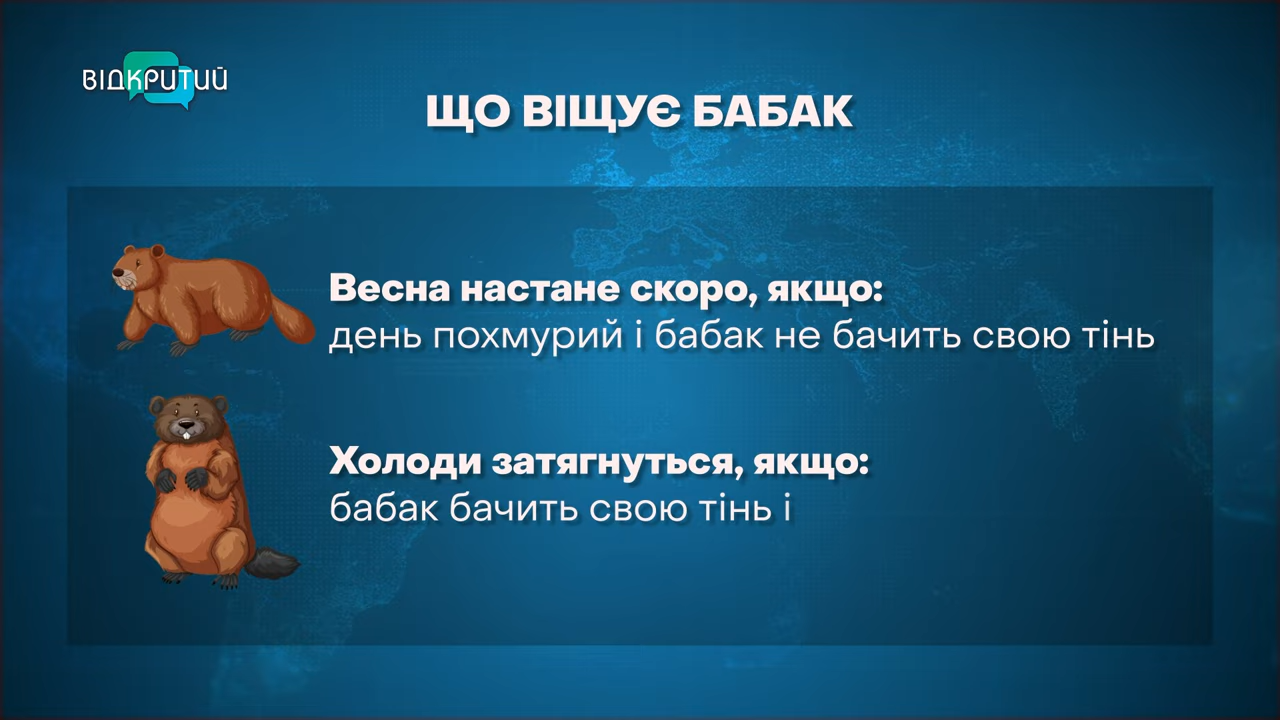 ВІДКРИТИЙ
ЩО ВІЩУЄ БАБАК
Весна настане скоро, якщо:
день похмурий і бабак не бачить свою тінь
Холоди затягнуться, якщо:
бабак бачить свою тінь і